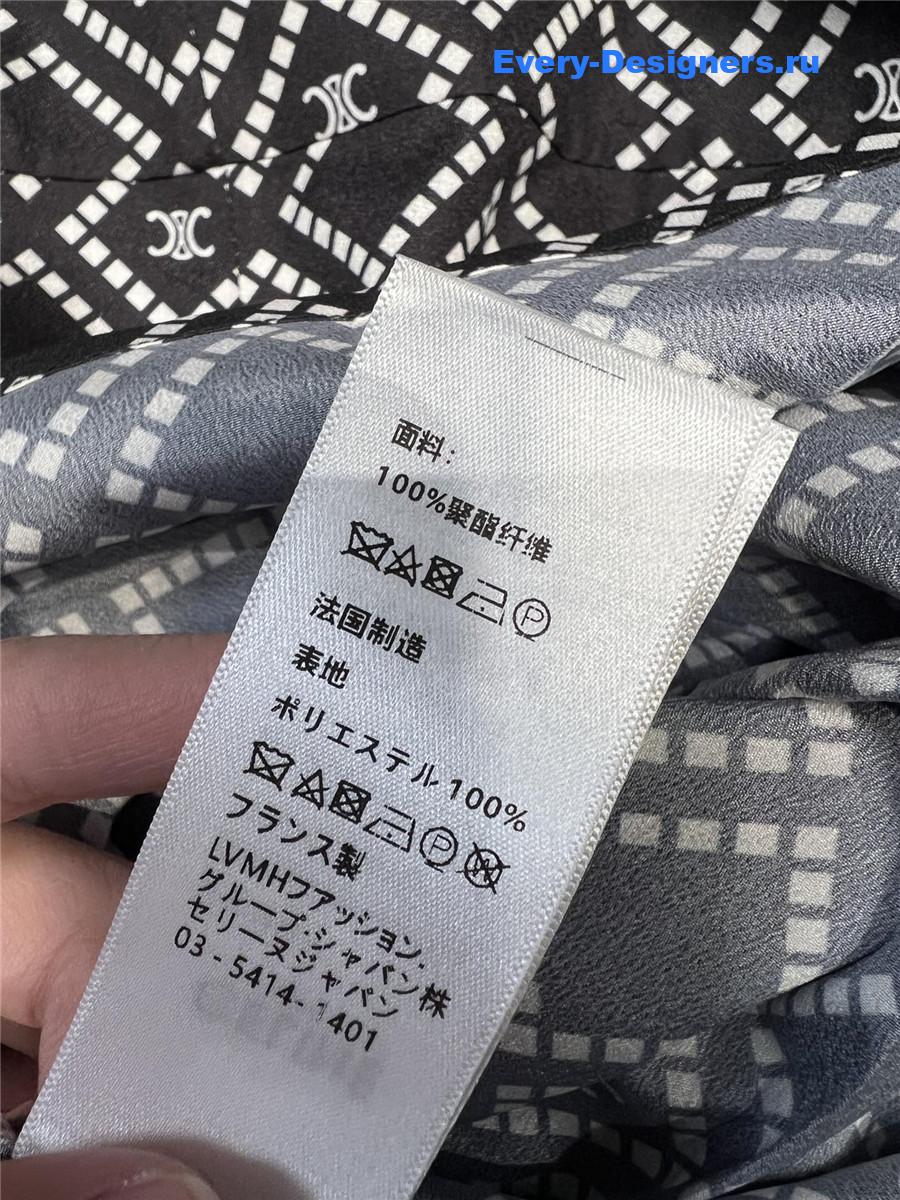 Every-Designers.ru
面料:
100%聚酯纤维
P
法国制造
表地
ポリエステル100%
P
W
フランス製
LVMHファッション.
グループ.ジャパン株
セリーヌジャパン
03-5414-1401